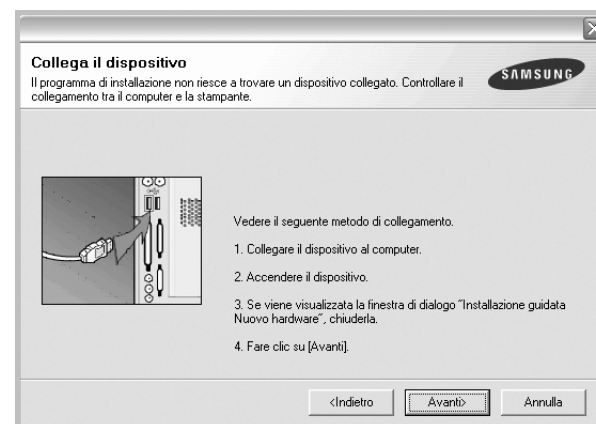 Collega il dispositivo
Il programma di installazione non riesce a trovare un dispositivo collegato. Controllare il
collegamento tra il computer e la stampante.
SAMSUNG
Vedere il seguente metodo di collegamento.
1. Collegare il dispositivo al computer.
2. Accendere il dispositivo.
3. Se viene visualizzata la finestra di dialogo "Installazione guidata
Nuovo hardware", chiuderla.
4. Fare clic su [Avanti].
<Indietro
Avanti>
Annulla